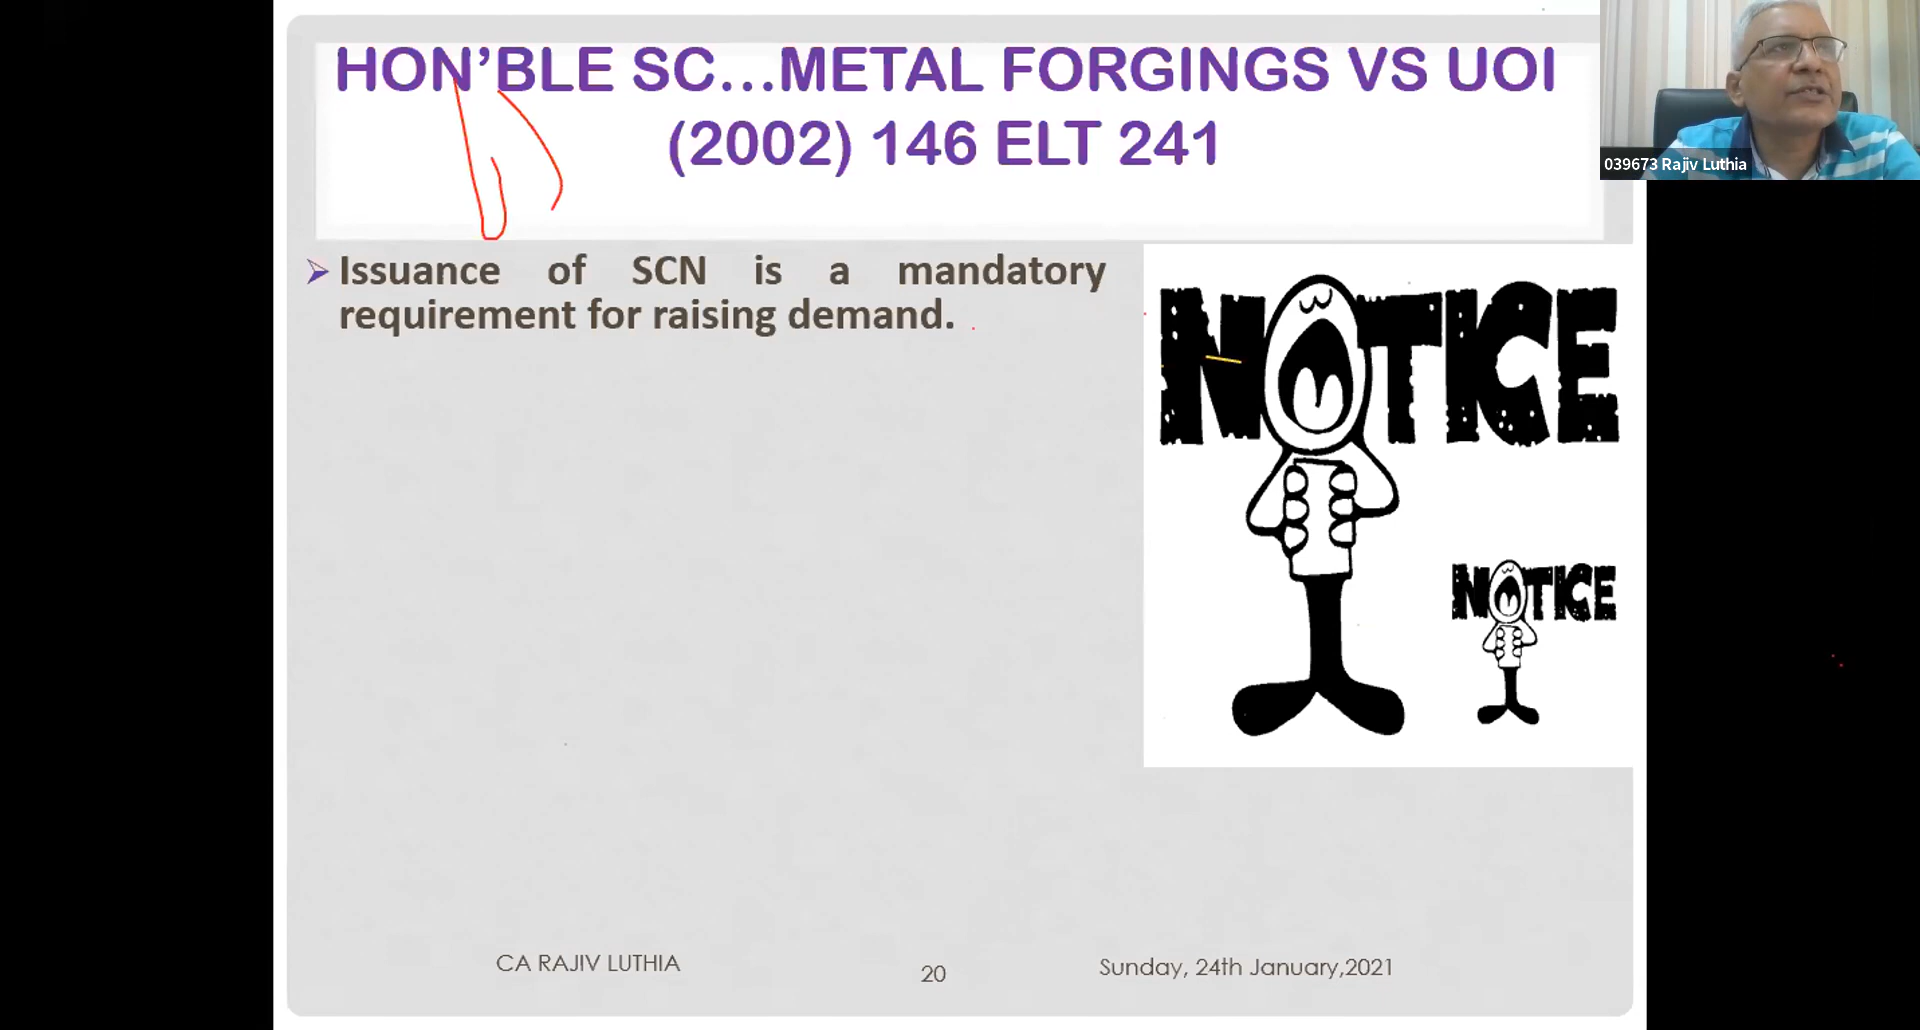 HON’BLE SC...METAL FORGINGS VS UOI
(2002) 146 ELT 241
039673 Rajiv Luthia
➢ Issuance of SCN is a mandatory
requirement for raising demand.
NOTICE
NOTICE
CA RAJIV LUTHIA
20
Sunday, 24th January,2021